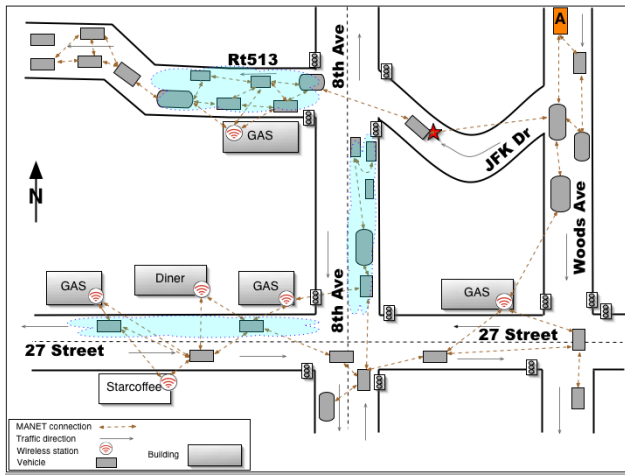 A
Rt513
8th Ave
GAS
JFK Dr
N
Woods Ave
Diner
GAS
GAS
GAS
8th Ave
27 Street
27 Street
Starcoffee
MANET connection
Traffic direction
Wireless station
Vehicle
Building